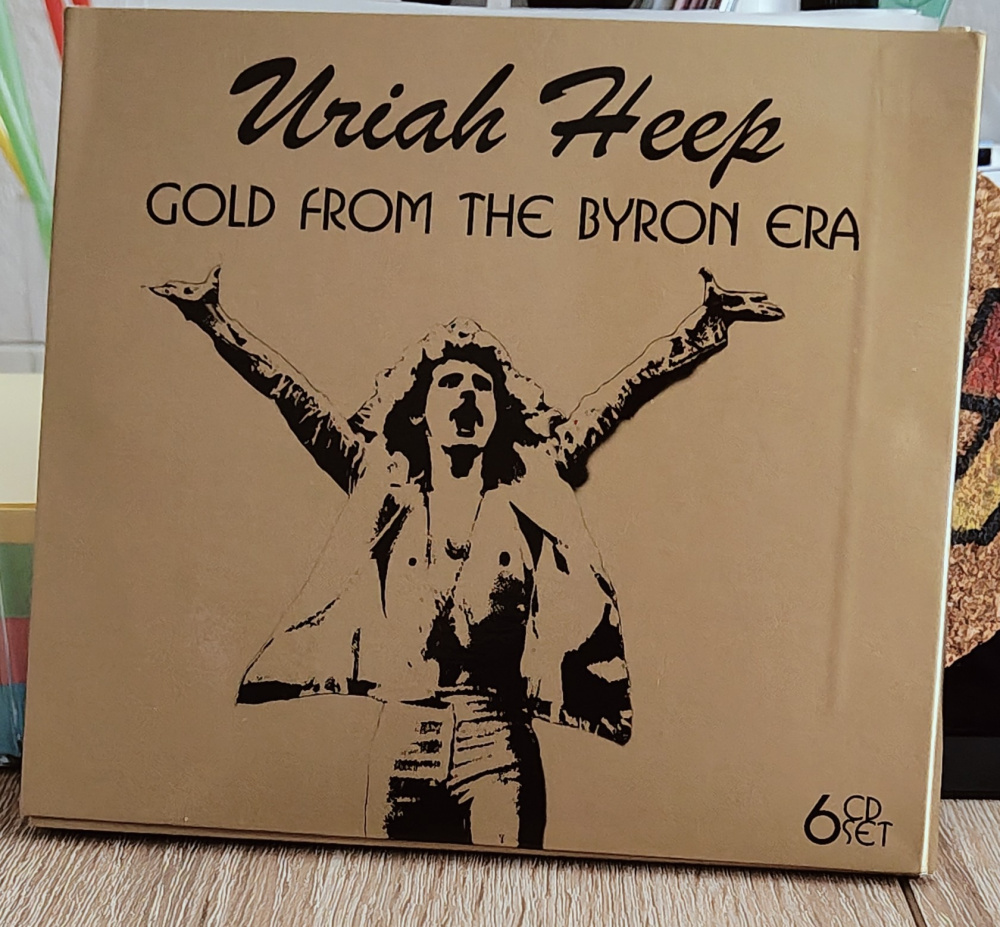 Uriah Heep
GOLD FROM THE BYRON ERA
6 CD
SET